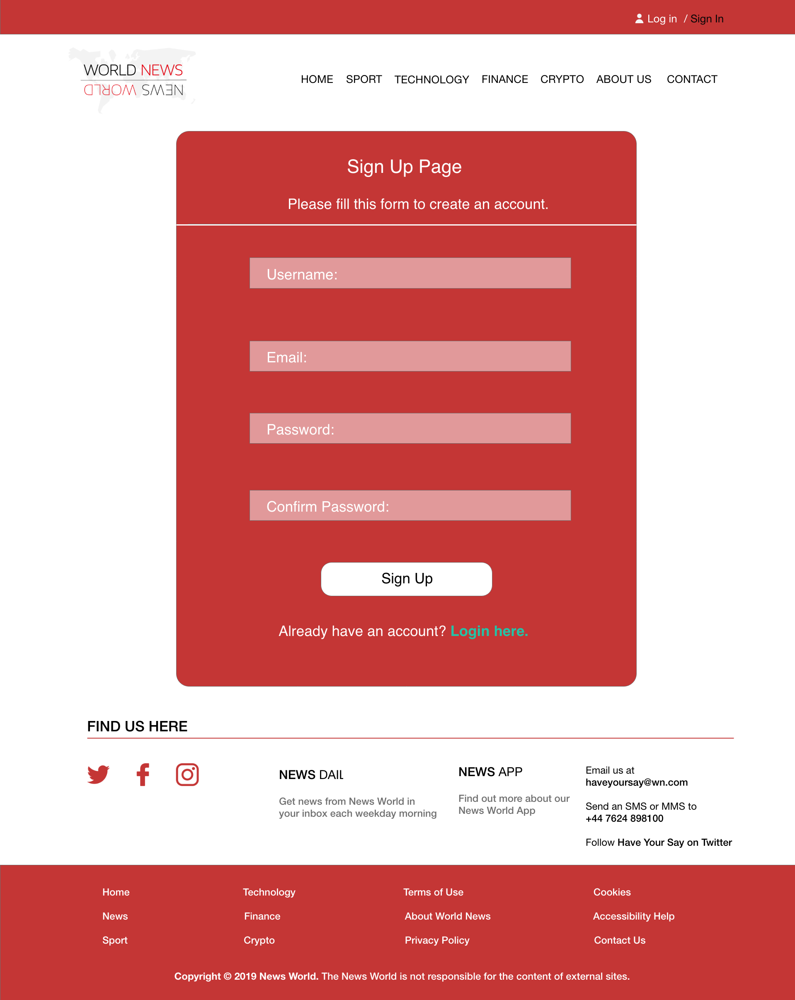 Log in / Sign In
WORLD NEWS
NEWS WORLD
HOME SPORT TECHNOLOGY FINANCE CRYPTO ABOUT US CONTACT
Sign Up Page
Please fill this form to create an account.
Username:
Email:
Password:
Confirm Password:
Sign Up
Already have an account? Login here.
FIND US HERE
NEWS DAIL
Get news from News World in
your inbox each weekday morning
NEWS APP
Find out more about our
News World App
Email us at
haveyoursay@wn.com
Send an SMS or MMS to
+44 7624 898100
Follow Have Your Say on Twitter
Home Technology Terms of Use Cookies
News Finance About World News Accessibility Help
Sport Crypto Privacy Policy Contact Us
Copyright © 2019 News World. The News World is not responsible for the content of external sites.